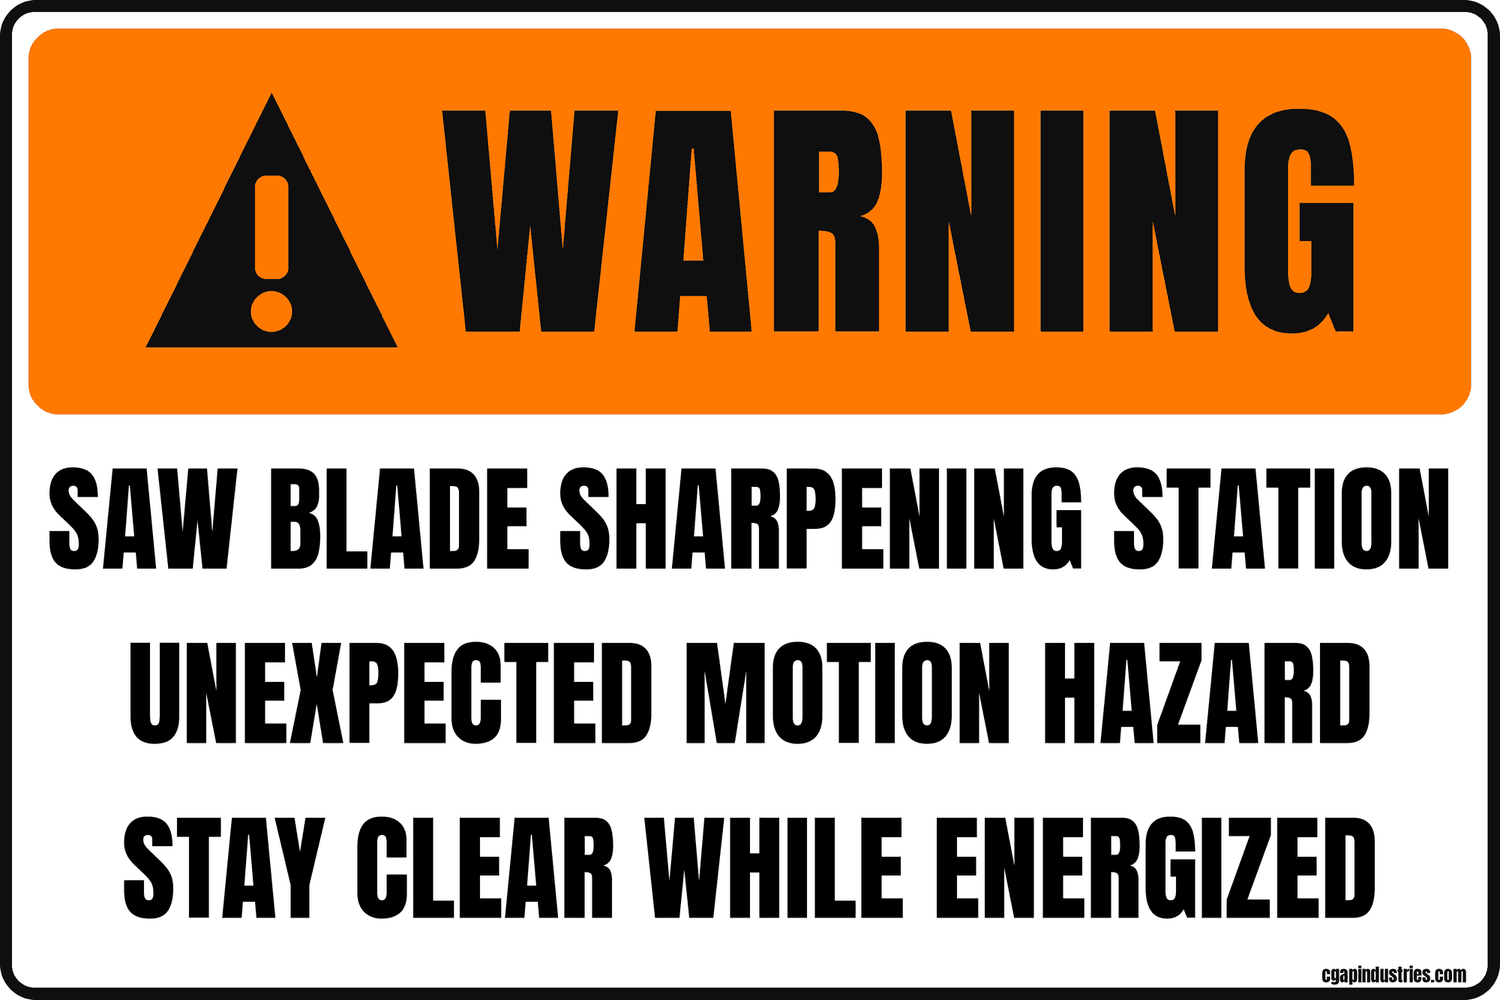 WARNING
SAW BLADE SHARPENING STATION
UNEXPECTED MOTION HAZARD
STAY CLEAR WHILE ENERGIZED
cgapindustries.com